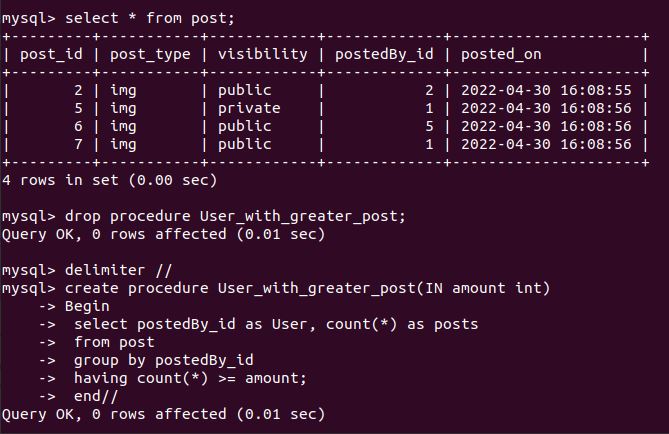 mysql> select * from post;
+---------+-----------+------------+-------------+---------------------+
| post_id | post_type | visibility | postedBy_id | posted_on           |
+---------+-----------+------------+-------------+---------------------+
|       2 | img       | public     |           2 | 2022-04-30 16:08:55 |
|       5 | img       | private    |           1 | 2022-04-30 16:08:56 |
|       6 | img       | public     |           5 | 2022-04-30 16:08:56 |
|       7 | img       | public     |           1 | 2022-04-30 16:08:56 |
+---------+-----------+------------+-------------+---------------------+
4 rows in set (0.00 sec)

mysql> drop procedure User_with_greater_post;
Query OK, 0 rows affected (0.01 sec)

mysql> delimiter //
mysql> create procedure User_with_greater_post(IN amount int)
    -> Begin
    ->  select postedBy_id as User, count(*) as posts
    ->  from post
    ->  group by postedBy_id
    ->  having count(*) >= amount;
    ->  end//
Query OK, 0 rows affected (0.01 sec)